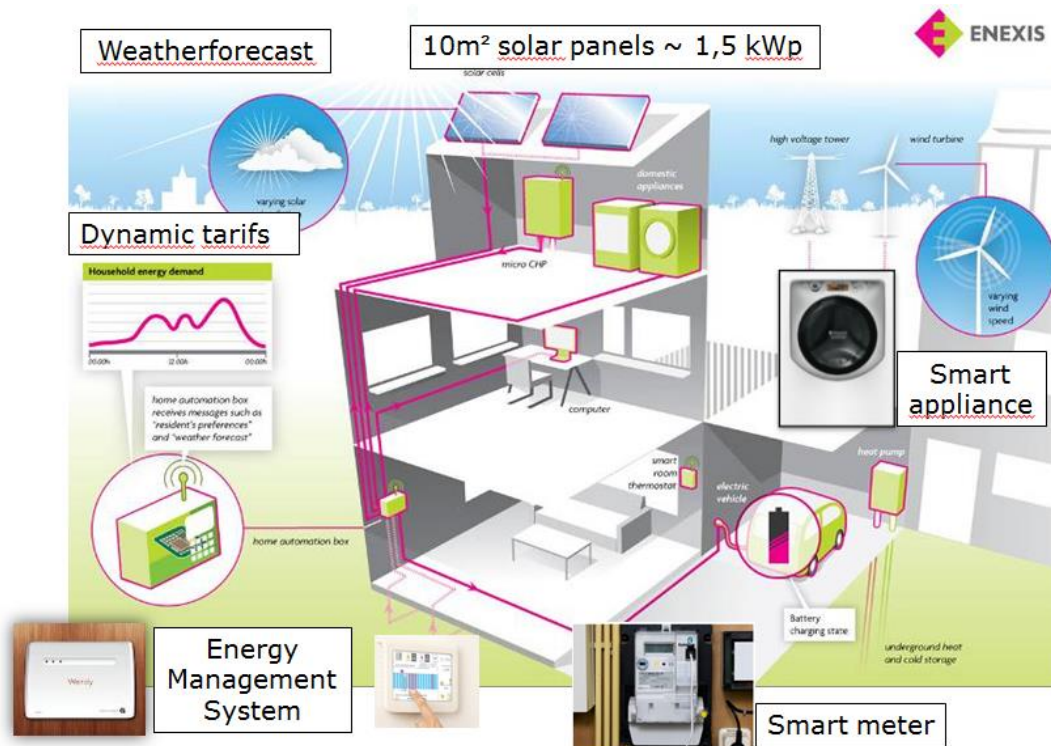 Weatherforecast
10m² solar panels ~ 1,5 kWp
ENEXIS
solar cells
high voltage tower
wind turbine
domestic
appliances
varying solar
Dynamic tarifs
micro CHP
Household energy demand
00.00h 12.00h 00.00h
varying
wind
speed
Smart
appliance
home automation box
receives messages such as
"resident's preferences"
and "weather forecast"
computer
smart
room
thermostat
electric
vehicle
heat pump
home automation box
Battery
charging state
underground heat
and cold storage
Wendy
Energy
Management
System
Smart meter